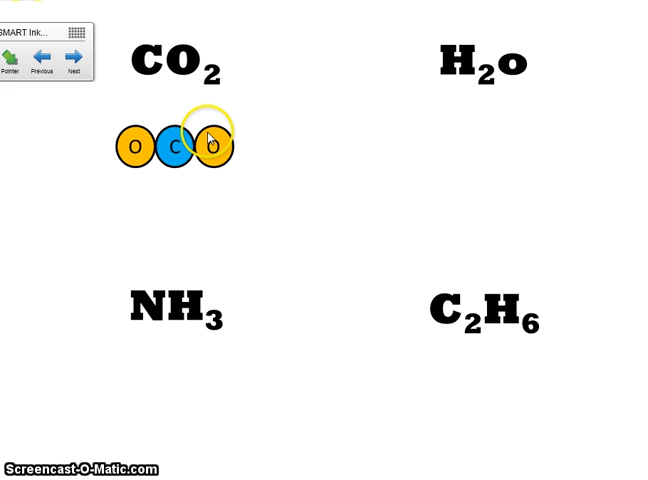 SMART Ink...
Pointer Previous Next
CO₂ H₂o
O C O
NH₃ C₂H₆
Screencast-O-Matic.com